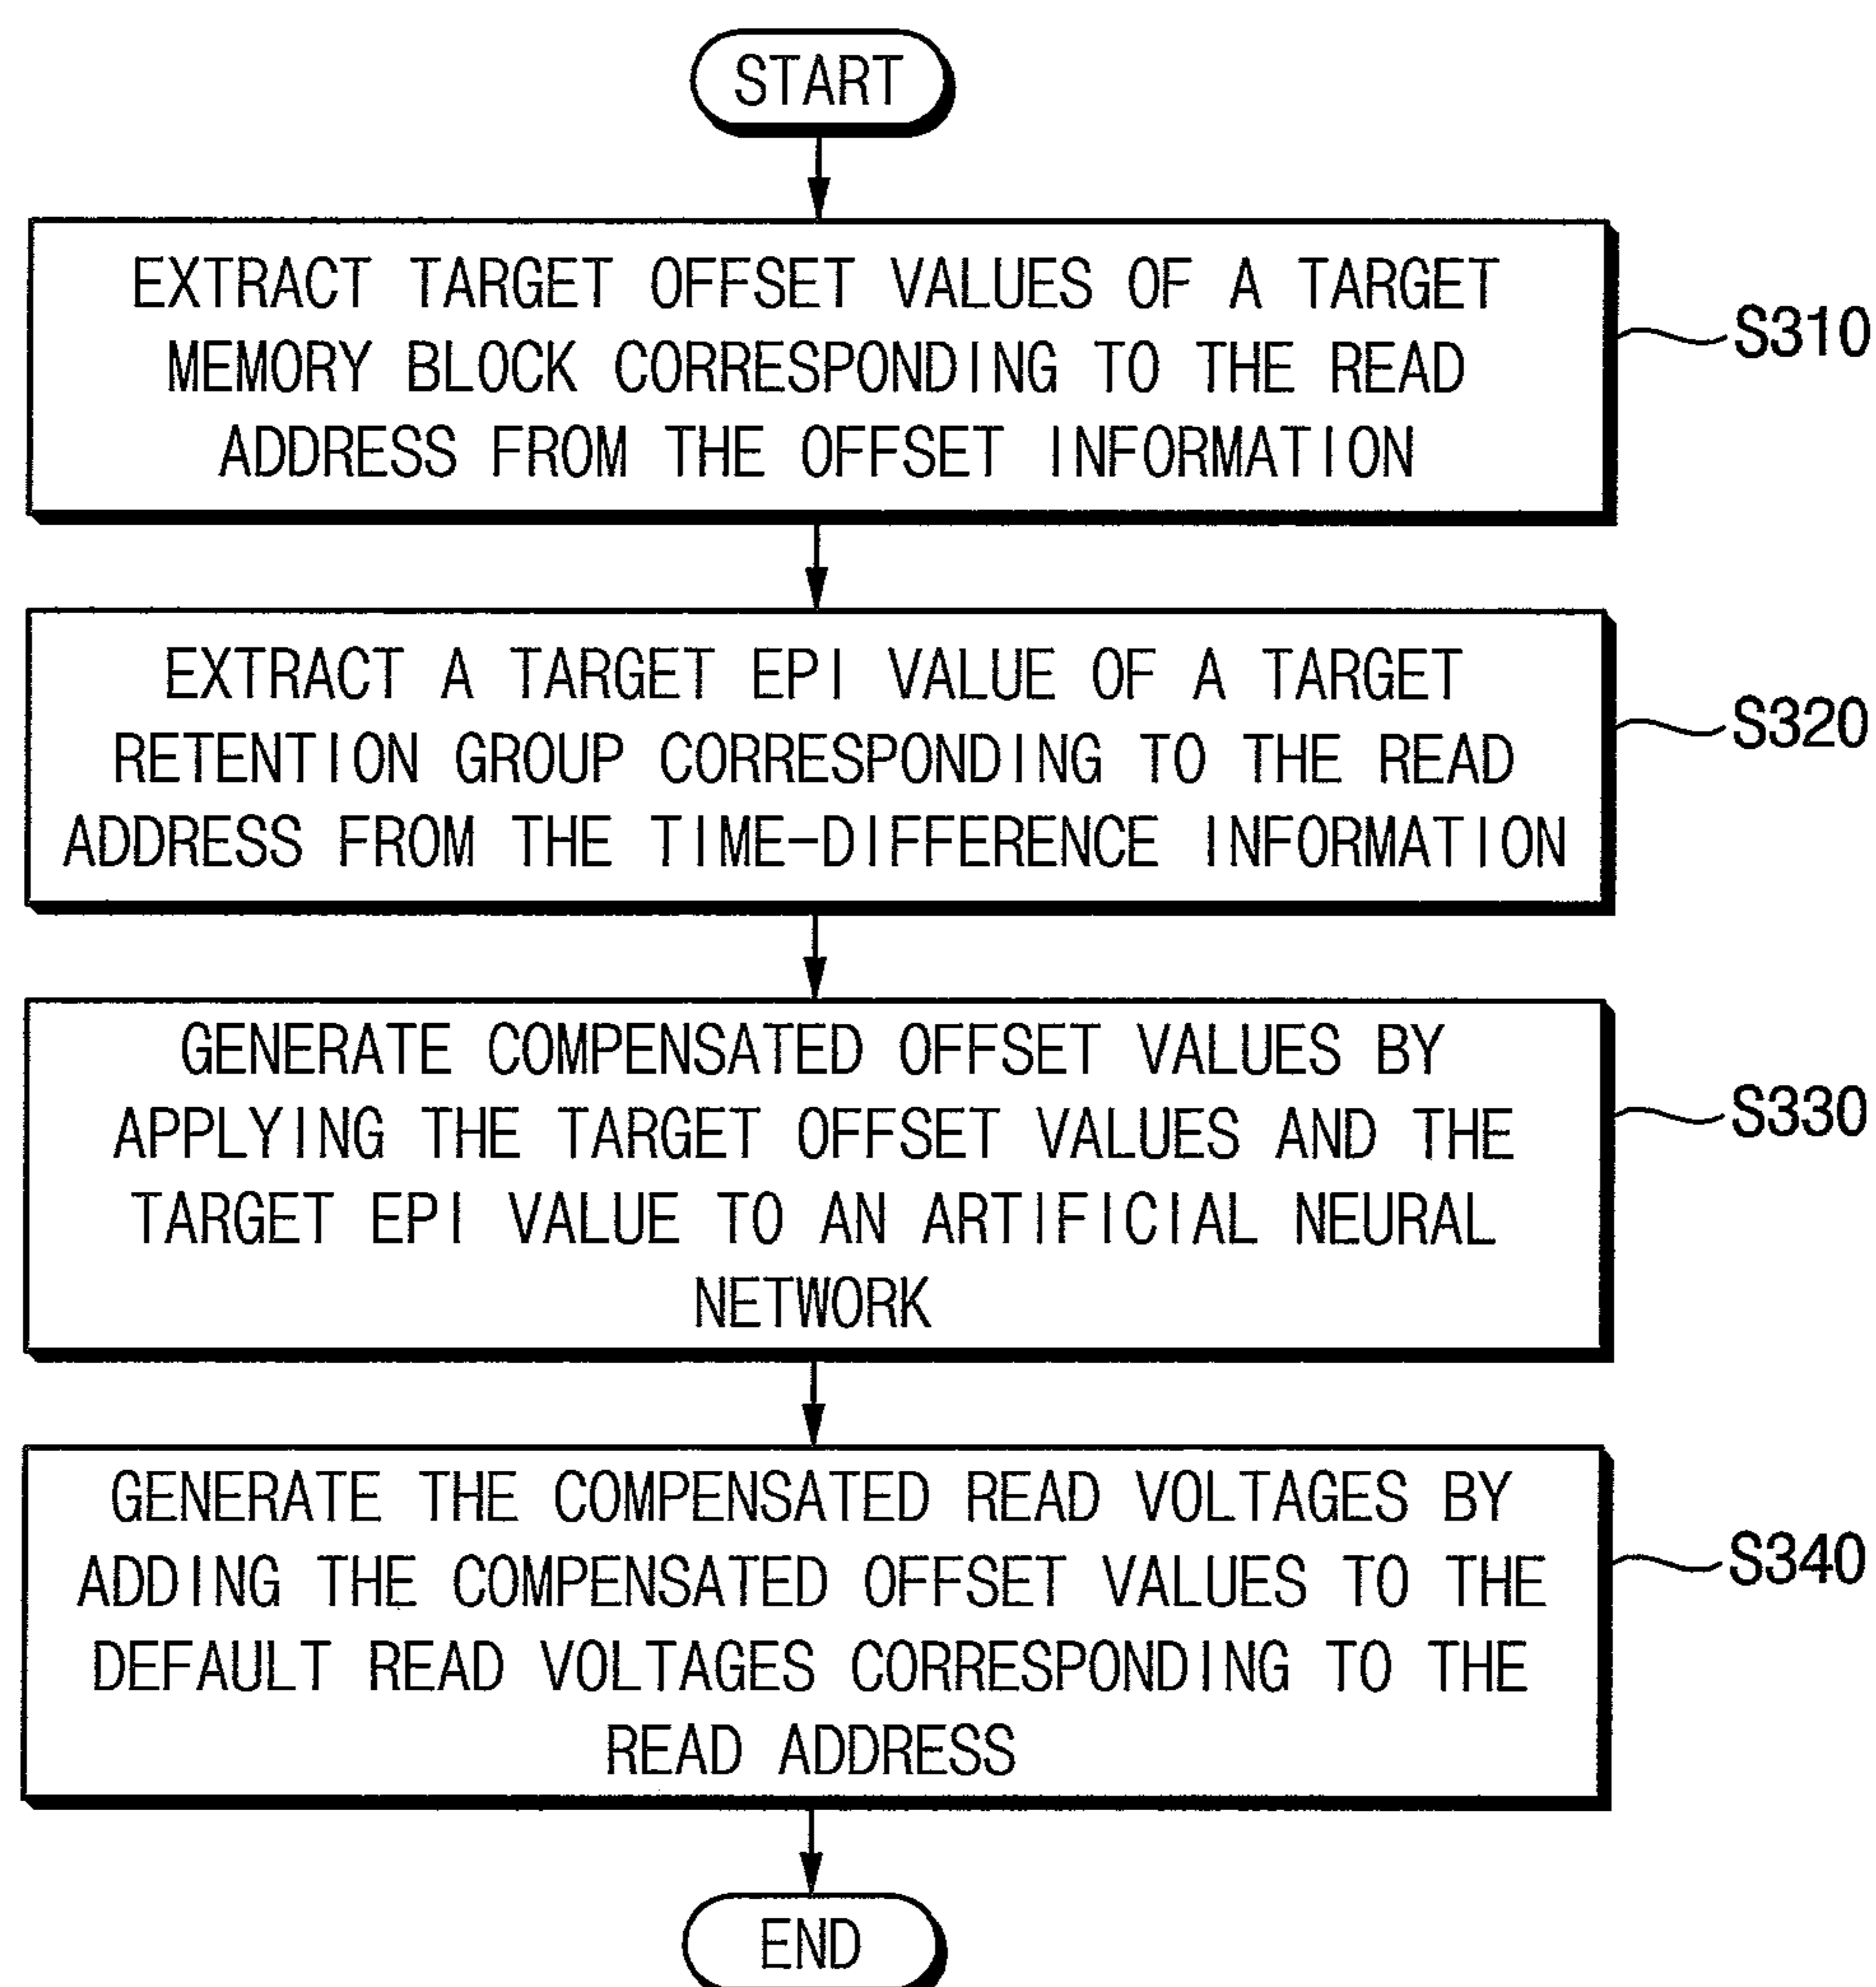 START
EXTRACT TARGET OFFSET VALUES OF A TARGET
MEMORY BLOCK CORRESPONDING TO THE READ
ADDRESS FROM THE OFFSET INFORMATION
S310
EXTRACT A TARGET EPI VALUE OF A TARGET
RETENTION GROUP CORRESPONDING TO THE READ
ADDRESS FROM THE TIME-DIFFERENCE INFORMATION
S320
GENERATE COMPENSATED OFFSET VALUES BY
APPLYING THE TARGET OFFSET VALUES AND THE
TARGET EPI VALUE TO AN ARTIFICIAL NEURAL
NETWORK
S330
GENERATE THE COMPENSATED READ VOLTAGES BY
ADDING THE COMPENSATED OFFSET VALUES TO THE
DEFAULT READ VOLTAGES CORRESPONDING TO THE
READ ADDRESS
S340
END